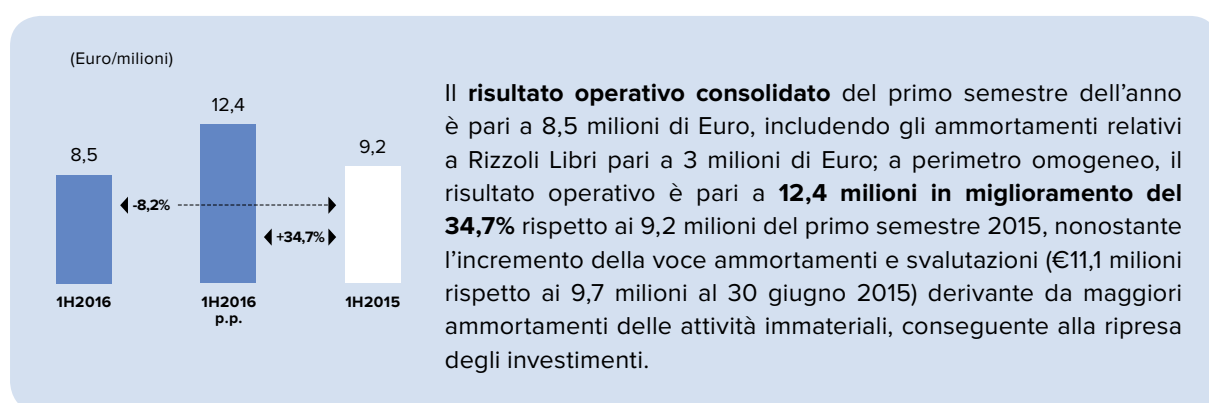 (Euro/milioni)
12,4
8,5
9,2
-8,2%
+34,7%
1H2016
1H2016
p.p.
1H2015
Il risultato operativo consolidato del primo semestre dell’anno
è pari a 8,5 milioni di Euro, includendo gli ammortamenti relativi
a Rizzoli Libri pari a 3 milioni di Euro; a perimetro omogeneo, il
risultato operativo è pari a 12,4 milioni in miglioramento del
34,7% rispetto ai 9,2 milioni del primo semestre 2015, nonostante
l’incremento della voce ammortamenti e svalutazioni (€11,1 milioni
rispetto ai 9,7 milioni al 30 giugno 2015) derivante da maggiori
ammortamenti delle attività immateriali, conseguente alla ripresa
degli investimenti.